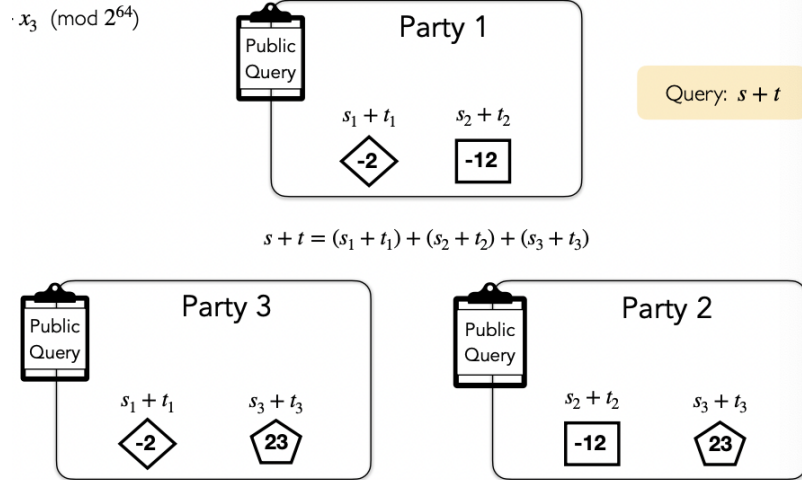 · x₃ (mod 2⁶⁴)
Public
Query
Party 1
Query: s + t
s₁ + t₁
s₂ + t₂
-2
-12
s + t = (s₁ + t₁) + (s₂ + t₂) + (s₃ + t₃)
Public
Query
Party 3
s₁ + t₁
s₃ + t₃
-2
23
Public
Query
Party 2
s₂ + t₂
s₃ + t₃
-12
23